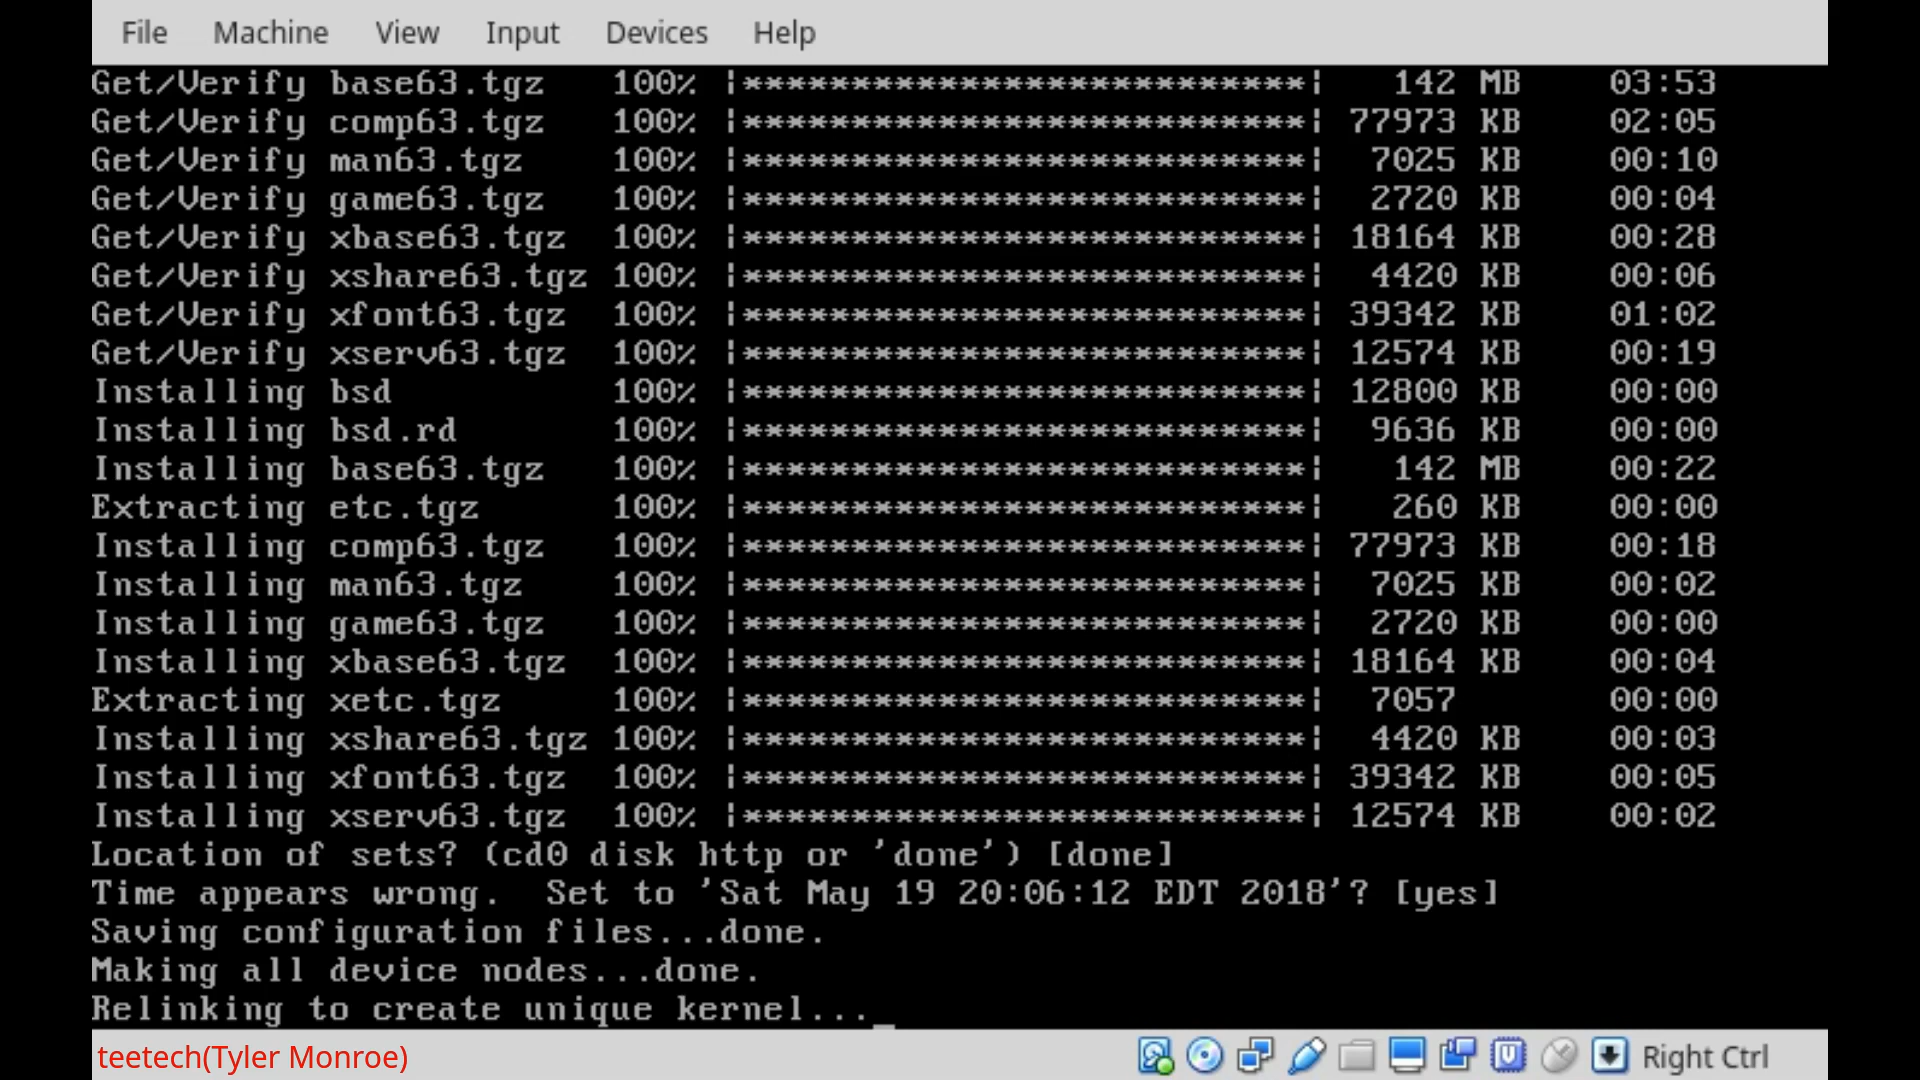 File Machine View Input Devices Help
Get/Verify base63.tgz 100% |**************************| 142 MB 03:53
Get/Verify comp63.tgz 100% |**************************| 77973 KB 02:05
Get/Verify man63.tgz 100% |**************************| 7025 KB 00:10
Get/Verify game63.tgz 100% |**************************| 2720 KB 00:04
Get/Verify xbase63.tgz 100% |**************************| 18164 KB 00:28
Get/Verify xshare63.tgz 100% |**************************| 4420 KB 00:06
Get/Verify xfont63.tgz 100% |**************************| 39342 KB 01:02
Get/Verify xserv63.tgz 100% |**************************| 12574 KB 00:19
Installing bsd 100% |**************************| 12800 KB 00:00
Installing bsd.rd 100% |**************************| 9636 KB 00:00
Installing base63.tgz 100% |**************************| 142 MB 00:22
Extracting etc.tgz 100% |**************************| 260 KB 00:00
Installing comp63.tgz 100% |**************************| 77973 KB 00:18
Installing man63.tgz 100% |**************************| 7025 KB 00:02
Installing game63.tgz 100% |**************************| 2720 KB 00:00
Installing xbase63.tgz 100% |**************************| 18164 KB 00:04
Extracting xetc.tgz 100% |**************************| 7057 00:00
Installing xshare63.tgz 100% |**************************| 4420 KB 00:03
Installing xfont63.tgz 100% |**************************| 39342 KB 00:05
Installing xserv63.tgz 100% |**************************| 12574 KB 00:02
Location of sets? (cd0 disk http or 'done') [done]
Time appears wrong.  Set to 'Sat May 19 20:06:12 EDT 2018'? [yes]
Saving configuration files...done.
Making all device nodes...done.
Relinking to create unique kernel..._
teetech(Tyler Monroe) Right Ctrl